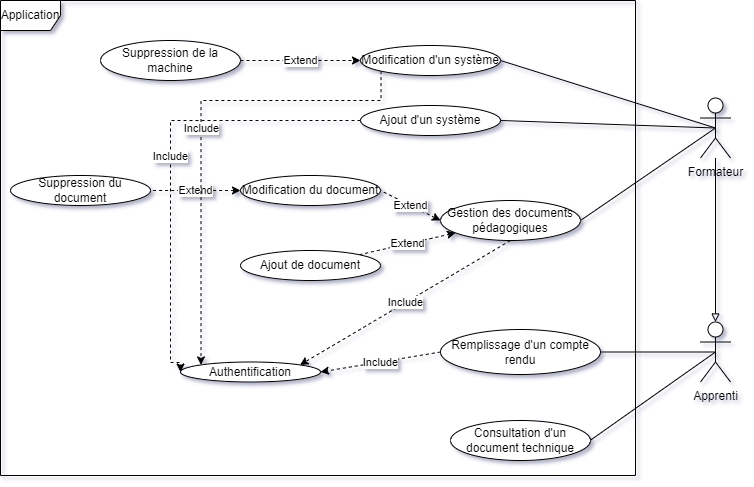 Application
Suppression de la
machine
Extend
Modification d'un système
Ajout d'un système
Include
Include
Formateur
Suppression du
document
Extend
Modification du document
Extend
Gestion des documents
pédagogiques
Extend
Ajout de document
Include
Remplissage d'un compte
rendu
Include
Authentification
Apprenti
Consultation d'un
document technique